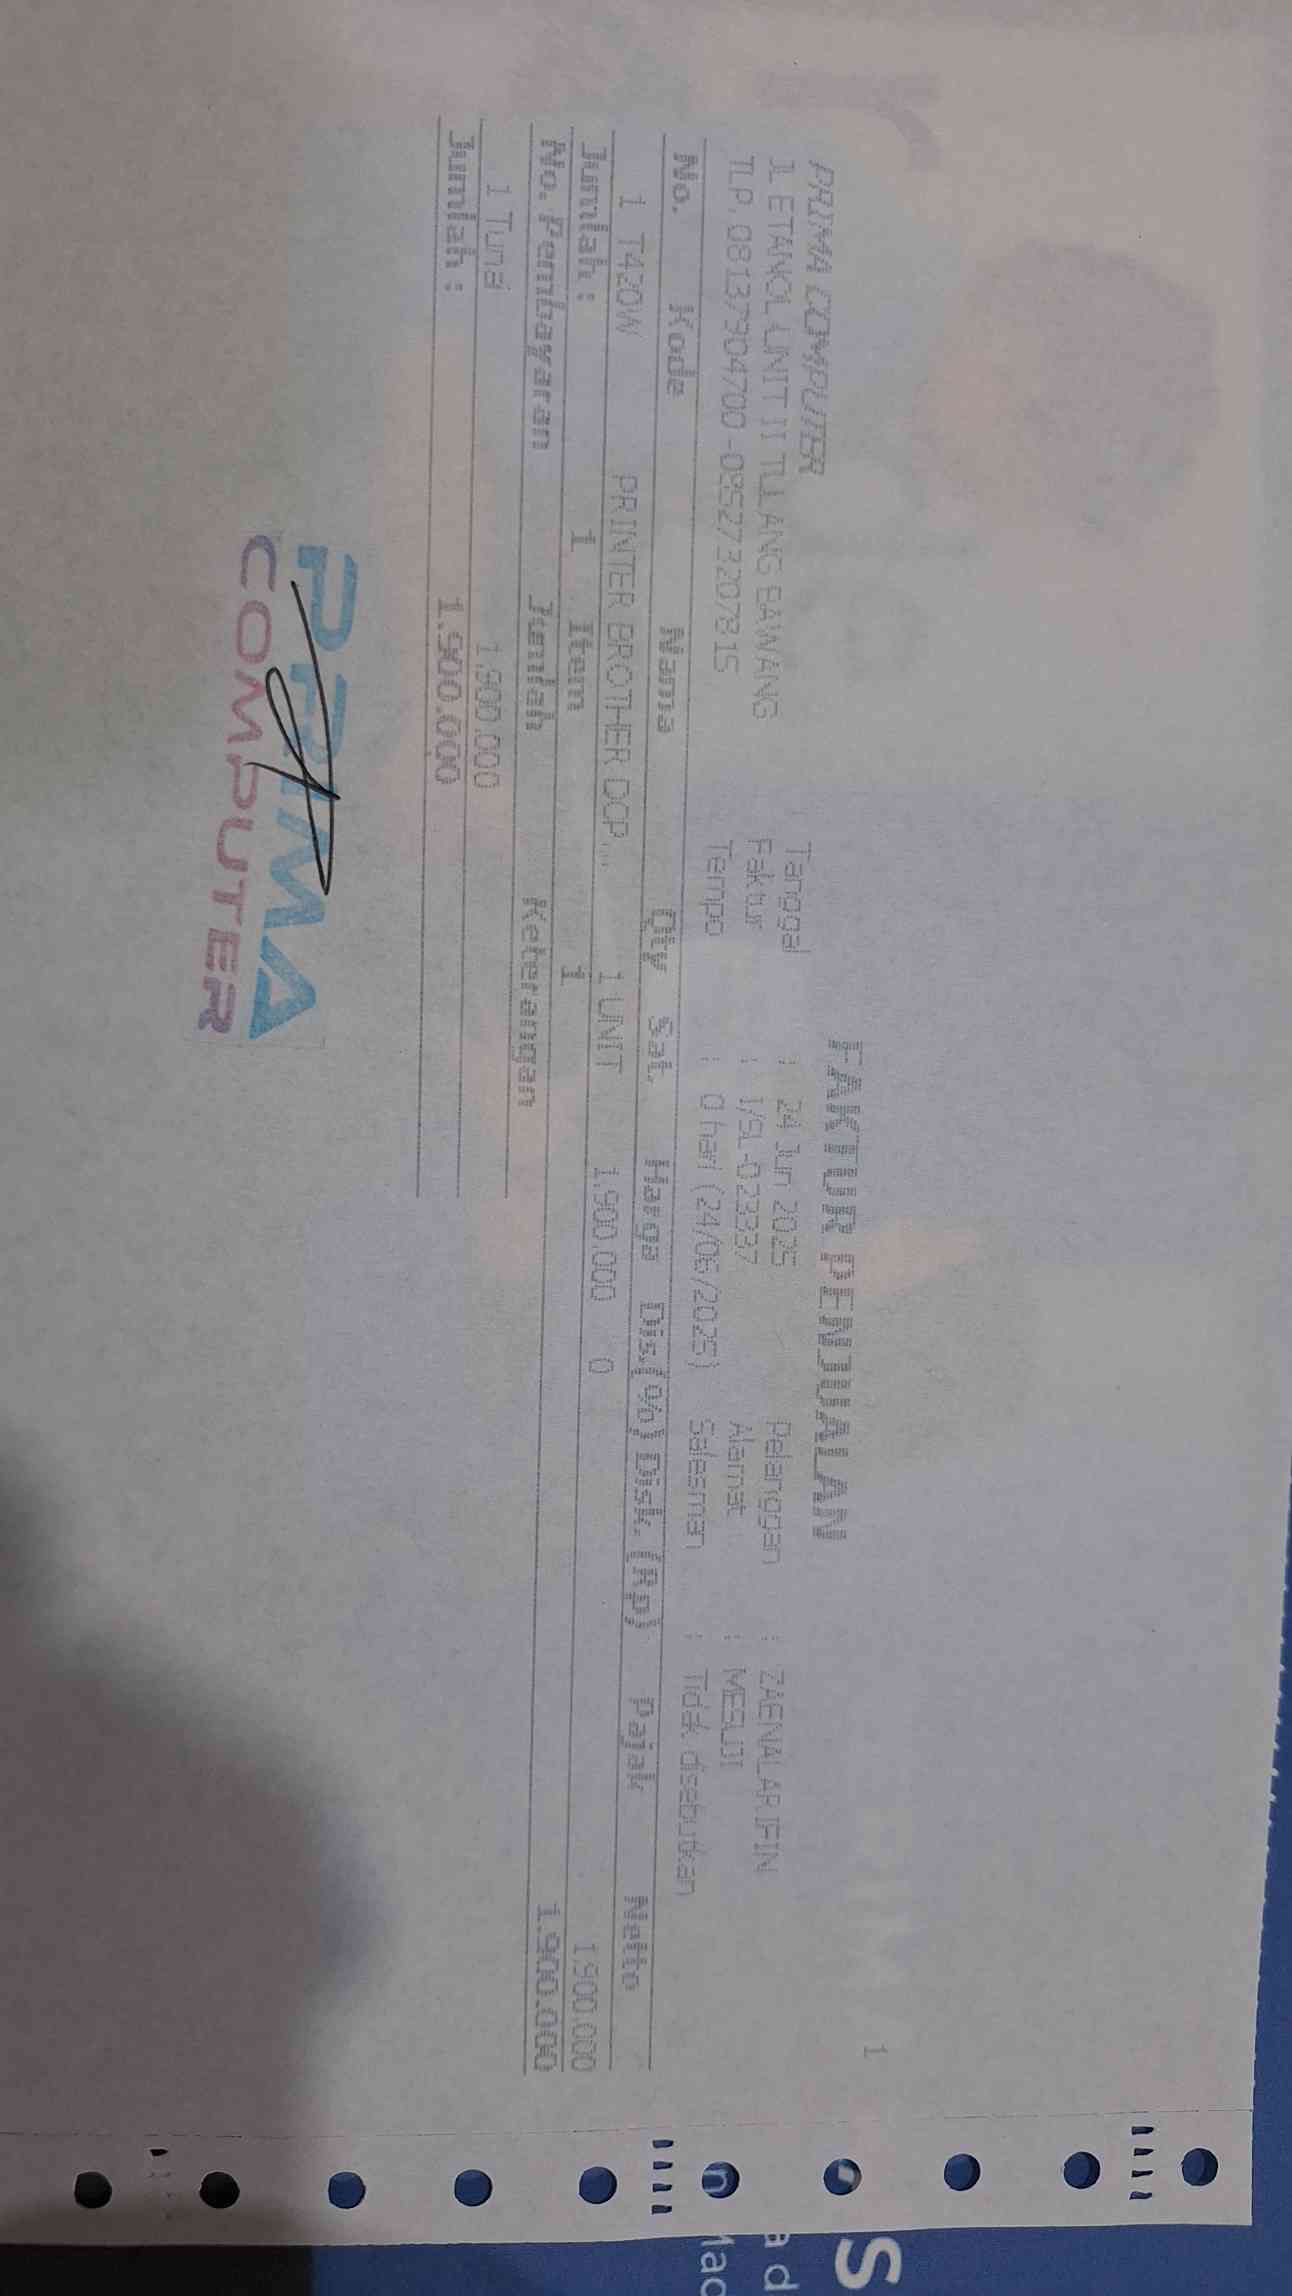 1
FAKTUR PENJUALAN
PRIMA COMPUTER
Tanggal : 24 Jun 2025 Pelanggan : ZAENAL ARIFIN
JL ETANOL UNIT II TULANG BAWANG
Faktur : 1/SL-023337 Alamat : MESUJI
TLP. 08137904700 -085273207815
Tempo : 0 hari (24/06/2025) Salesman : Tidak disebutkan
No. Kode Nama Qty Sat. Harga Dis.(%) Disk. (Rp) Pajak Netto
1 T420W PRINTER BROTHER DCP... 1 UNIT 1.900.000 0 1.900.000
Jumlah : 1 Item 1 1.900.000
No. Pembayaran Jumlah Keterangan
1 Tunai 1.900.000
Jumlah : 1.900.000
PRIMA
COMPUTER
S
ad
n